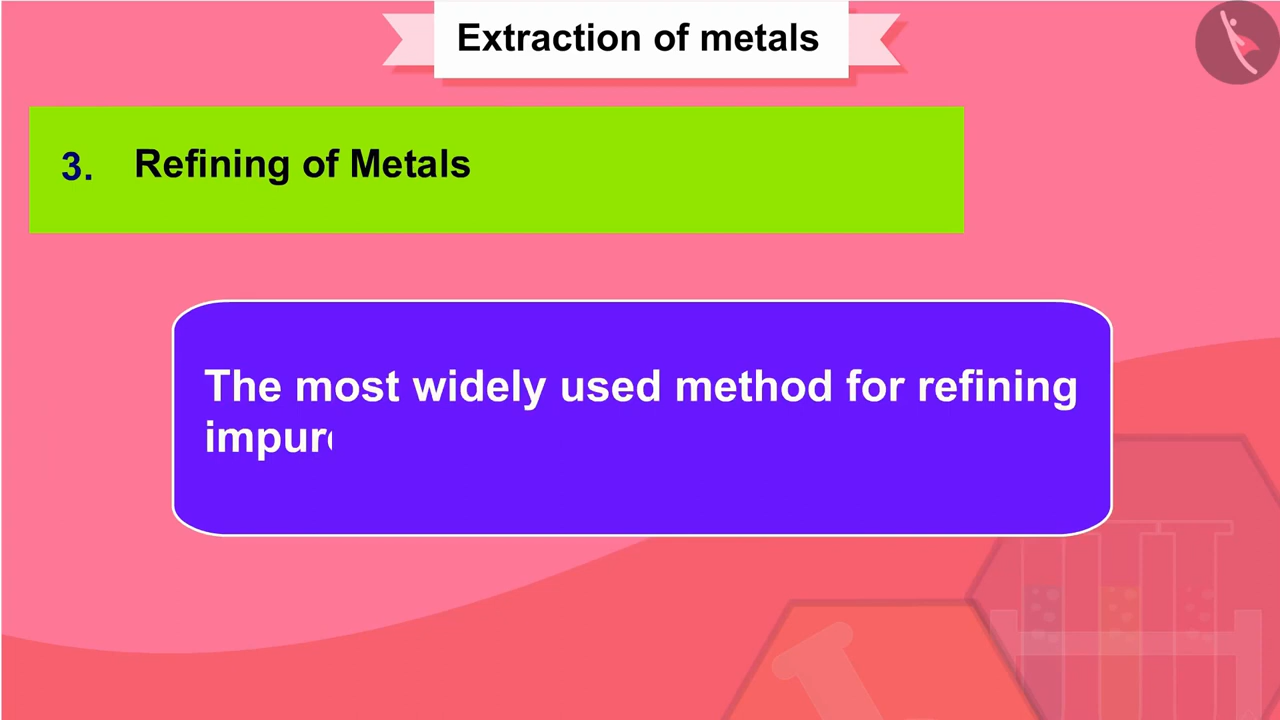 Extraction of metals
3. Refining of Metals
The most widely used method for refining